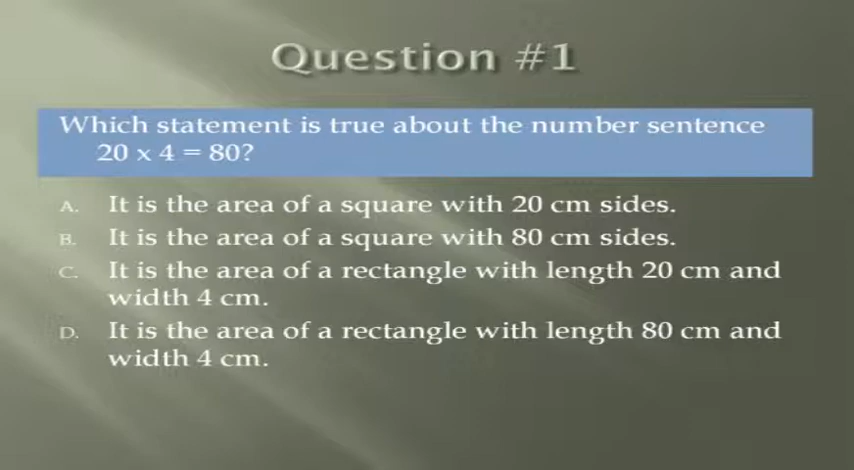 Question #1
Which statement is true about the number sentence
20 x 4 = 80?
A. It is the area of a square with 20 cm sides.
B. It is the area of a square with 80 cm sides.
C. It is the area of a rectangle with length 20 cm and
width 4 cm.
D. It is the area of a rectangle with length 80 cm and
width 4 cm.